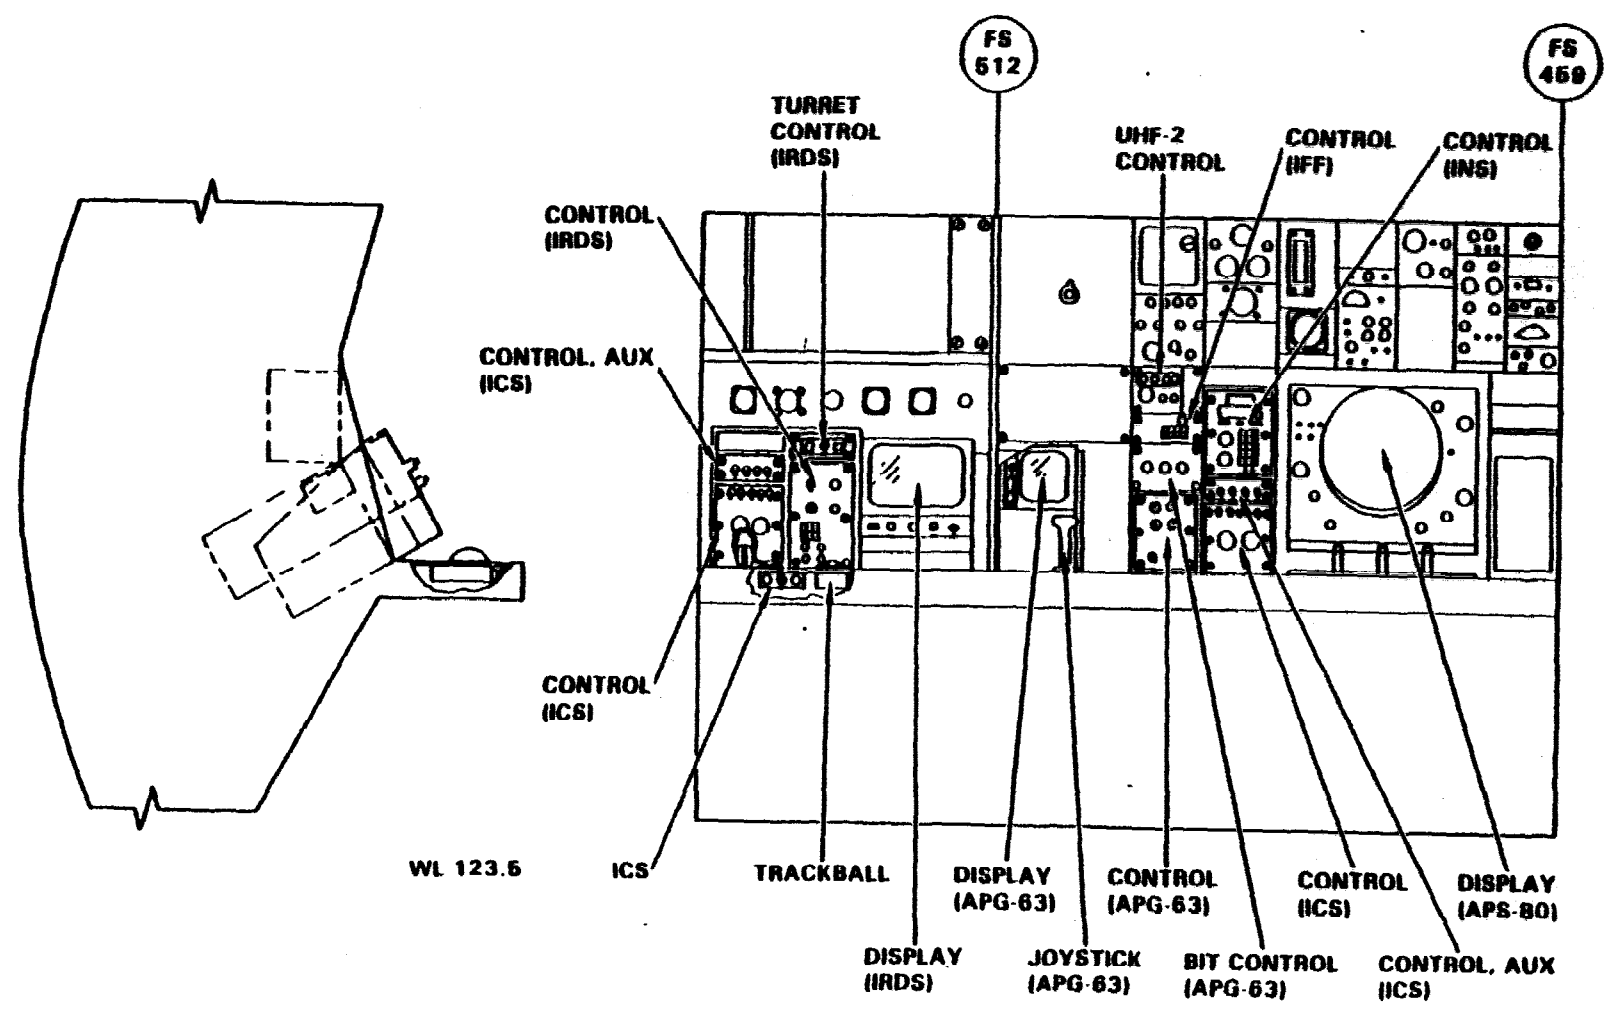 FS
512
FS
459
TURRET
CONTROL
(IRDS)
UHF-2
CONTROL
CONTROL
(IFF)
CONTROL
(INS)
CONTROL
(IRDS)
CONTROL, AUX
(ICS)
CONTROL
(ICS)
WL 123.5
ICS
TRACKBALL
DISPLAY
(APG-63)
CONTROL
(APG-63)
CONTROL
(ICS)
DISPLAY
(APS-80)
DISPLAY
(IRDS)
JOYSTICK
(APG-63)
BIT CONTROL
(APG-63)
CONTROL, AUX
(ICS)